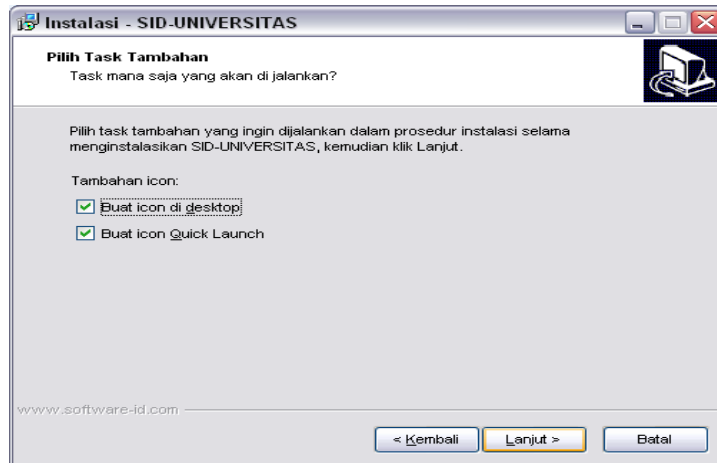 Instalasi - SID-UNIVERSITAS
Pilih Task Tambahan
Task mana saja yang akan di jalankan?
Pilih task tambahan yang ingin dijalankan dalam prosedur instalasi selama
menginstalasikan SID-UNIVERSITAS, kemudian klik Lanjut.
Tambahan icon:
Buat icon di desktop
Buat icon Quick Launch
www.software-id.com
< Kembali
Lanjut >
Batal